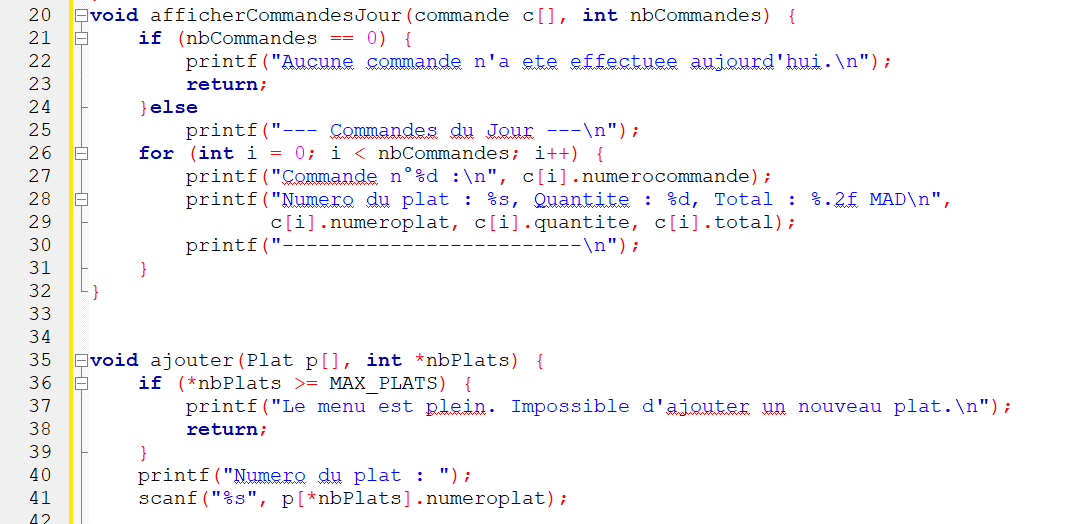 20 void afficherCommandesJour(commande c[], int nbCommandes) {
21 if (nbCommandes == 0) {
22 printf("Aucune commande n'a ete effectuee aujourd'hui.\n");
23 return;
24 }else
25 printf("--- Commandes du Jour ---\n");
26 for (int i = 0; i < nbCommandes; i++) {
27 printf("Commande n°%d :\n", c[i].numerocommande);
28 printf("Numero du plat : %s, Quantite : %d, Total : %.2f MAD\n",
29 c[i].numeroplat, c[i].quantite, c[i].total);
30 printf("-------------------------\n");
31 }
32 }
33
34
35 void ajouter(Plat p[], int *nbPlats) {
36 if (*nbPlats >= MAX_PLATS) {
37 printf("Le menu est plein. Impossible d'ajouter un nouveau plat.\n");
38 return;
39 }
40 printf("Numero du plat : ");
41 scanf("%s", p[*nbPlats].numeroplat);
42